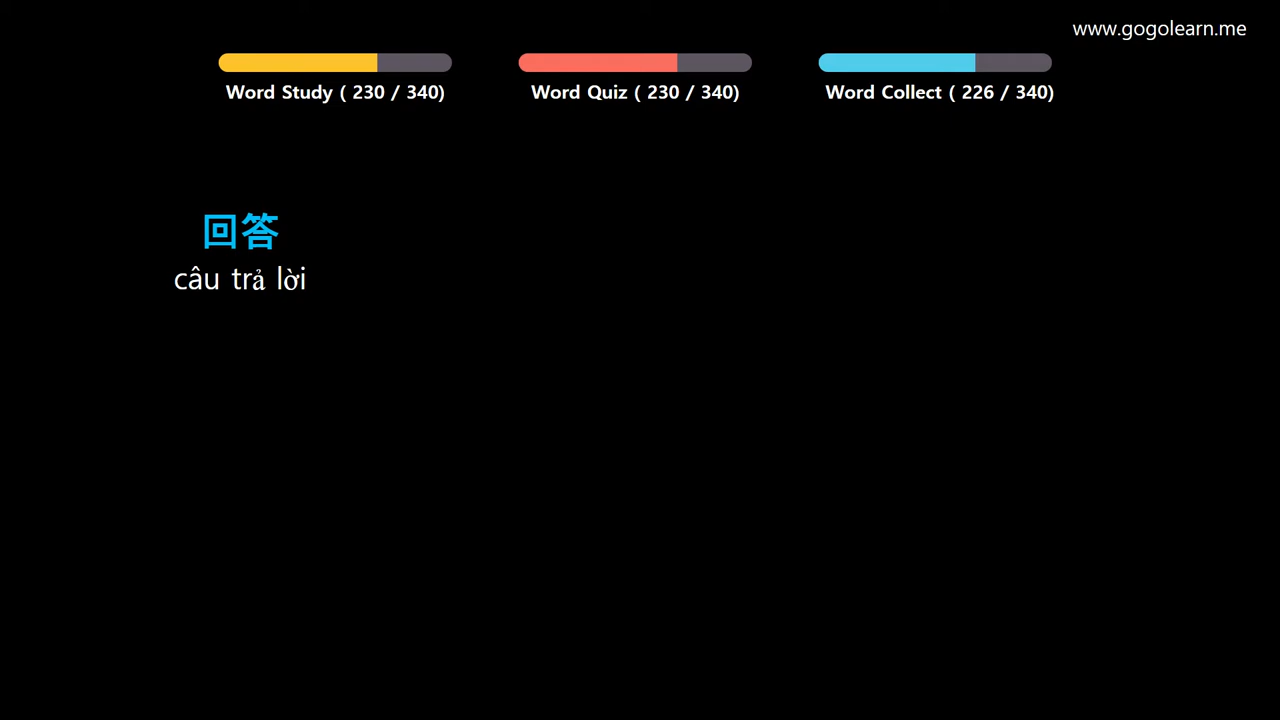 www.gogolearn.me
Word Study ( 230 / 340)
Word Quiz ( 230 / 340)
Word Collect ( 226 / 340)
回答
câu trả lời